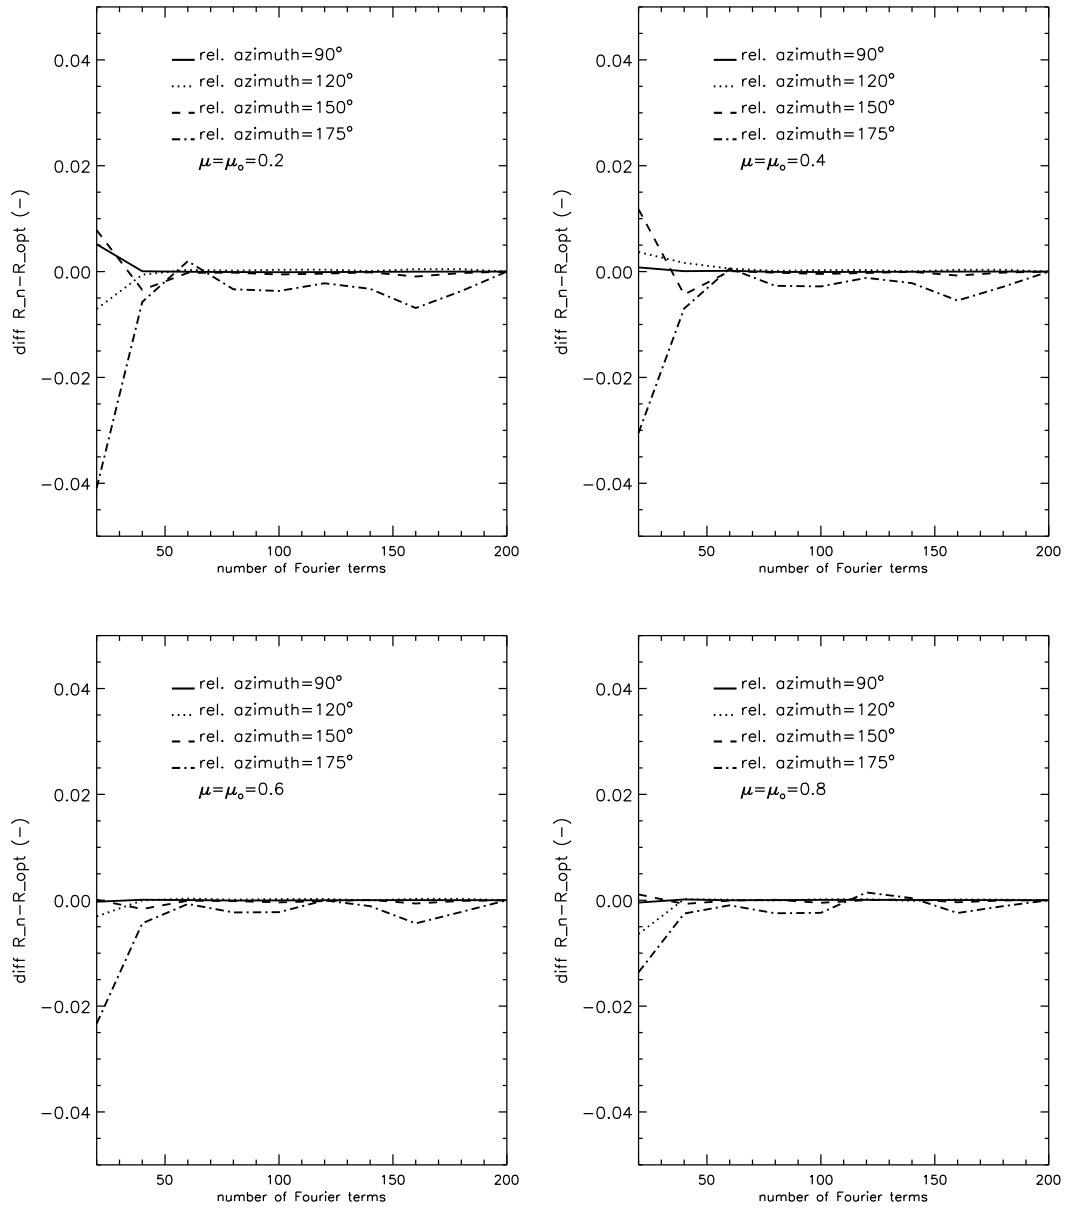 0.04
0.02
0.00
−0.02
−0.04
diff R_n−R_opt (−)
rel. azimuth=90°
rel. azimuth=120°
rel. azimuth=150°
rel. azimuth=175°
μ=μ₀=0.2
50
100
150
200
number of Fourier terms
0.04
0.02
0.00
−0.02
−0.04
diff R_n−R_opt (−)
rel. azimuth=90°
rel. azimuth=120°
rel. azimuth=150°
rel. azimuth=175°
μ=μ₀=0.4
50
100
150
200
number of Fourier terms
0.04
0.02
0.00
−0.02
−0.04
diff R_n−R_opt (−)
rel. azimuth=90°
rel. azimuth=120°
rel. azimuth=150°
rel. azimuth=175°
μ=μ₀=0.6
50
100
150
200
number of Fourier terms
0.04
0.02
0.00
−0.02
−0.04
diff R_n−R_opt (−)
rel. azimuth=90°
rel. azimuth=120°
rel. azimuth=150°
rel. azimuth=175°
μ=μ₀=0.8
50
100
150
200
number of Fourier terms